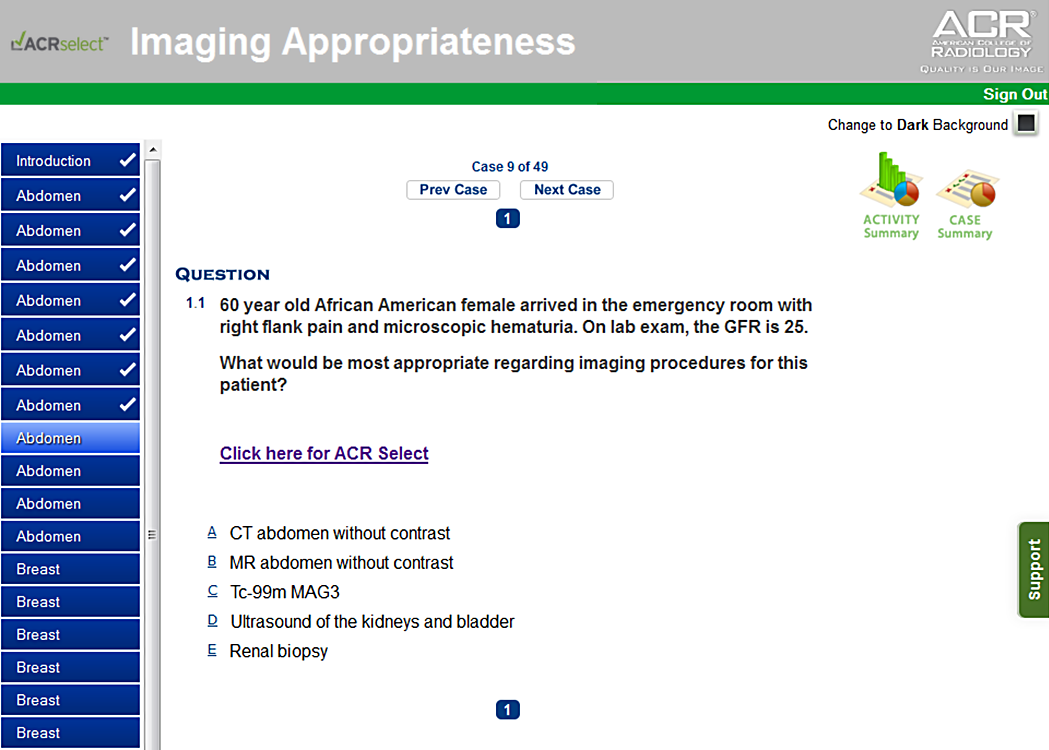 ACRselect™
Imaging Appropriateness
ACR
AMERICAN COLLEGE OF
RADIOLOGY
QUALITY IS OUR IMAGE
Sign Out
Change to Dark Background
Introduction
Abdomen
Abdomen
Abdomen
Abdomen
Abdomen
Abdomen
Abdomen
Abdomen
Abdomen
Abdomen
Abdomen
Breast
Breast
Breast
Breast
Breast
Breast
Case 9 of 49
Prev Case Next Case
1
ACTIVITY
Summary
CASE
Summary
QUESTION
1.1 60 year old African American female arrived in the emergency room with
right flank pain and microscopic hematuria. On lab exam, the GFR is 25.
What would be most appropriate regarding imaging procedures for this
patient?
Click here for ACR Select
A CT abdomen without contrast
B MR abdomen without contrast
C Tc-99m MAG3
D Ultrasound of the kidneys and bladder
E Renal biopsy
1
Support